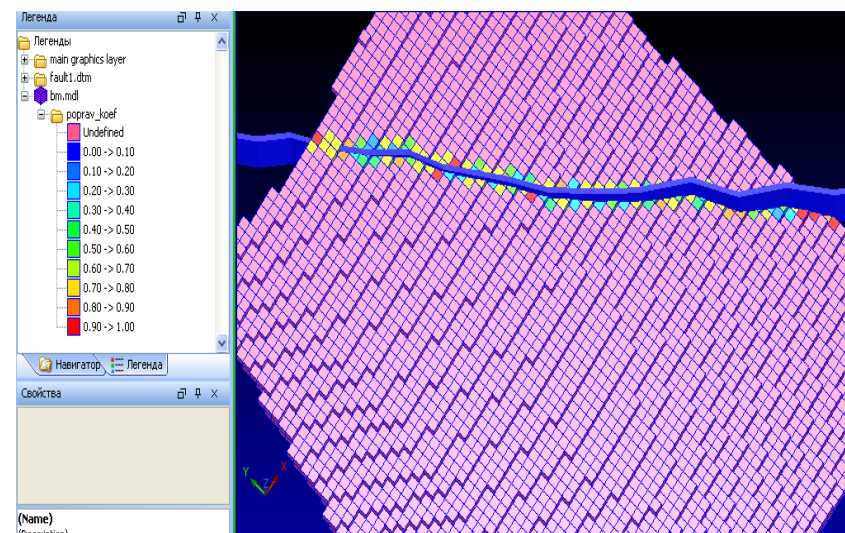 Легенда
Легенды
main graphics layer
fault1.dtm
bm.mdl
poprav_koef
Undefined
0.00 -> 0.10
0.10 -> 0.20
0.20 -> 0.30
0.30 -> 0.40
0.40 -> 0.50
0.50 -> 0.60
0.60 -> 0.70
0.70 -> 0.80
0.80 -> 0.90
0.90 -> 1.00
Навигатор Легенда
Свойства
(Name)
(Description)
Y Z X